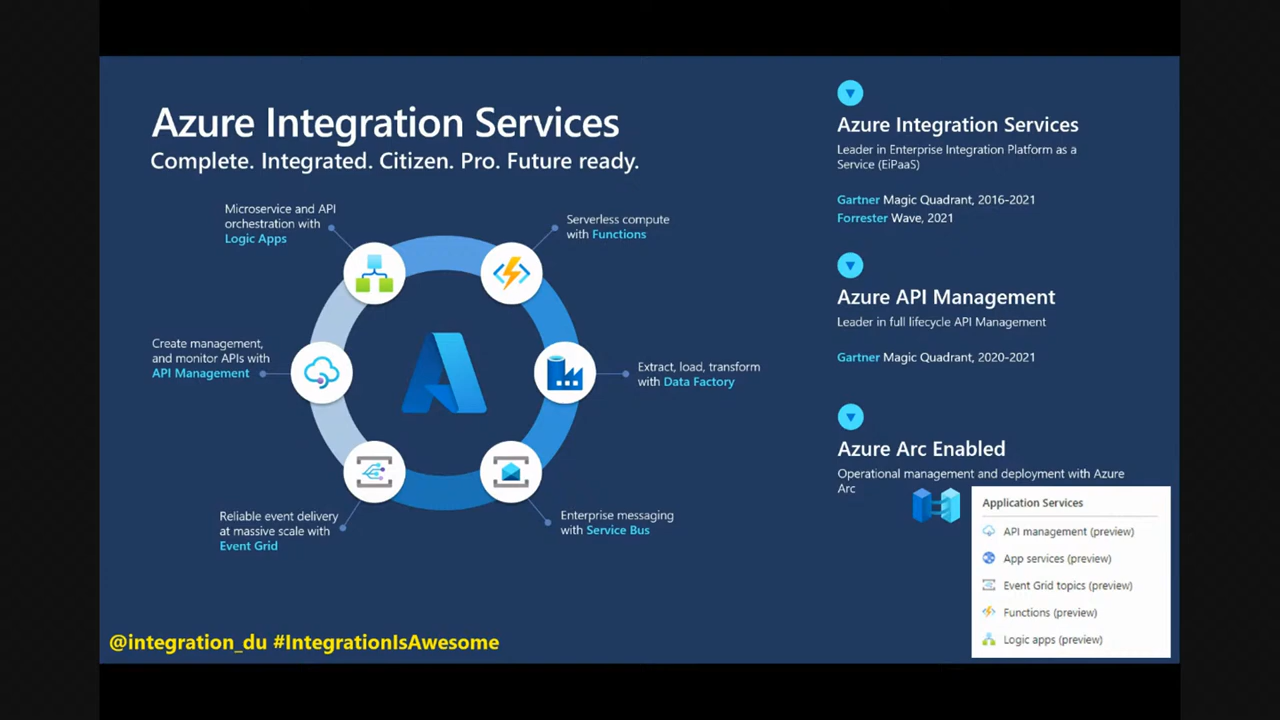 Azure Integration Services
Complete. Integrated. Citizen. Pro. Future ready.
Microservice and API
orchestration with
Logic Apps
Serverless compute
with Functions
Create management,
and monitor APIs with
API Management
Extract, load, transform
with Data Factory
Reliable event delivery
at massive scale with
Event Grid
Enterprise messaging
with Service Bus
Azure Integration Services
Leader in Enterprise Integration Platform as a
Service (EiPaaS)
Gartner Magic Quadrant, 2016-2021
Forrester Wave, 2021
Azure API Management
Leader in full lifecycle API Management
Gartner Magic Quadrant, 2020-2021
Azure Arc Enabled
Operational management and deployment with Azure
Arc
Application Services
API management (preview)
App services (preview)
Event Grid topics (preview)
Functions (preview)
Logic apps (preview)
@integration_du #IntegrationIsAwesome